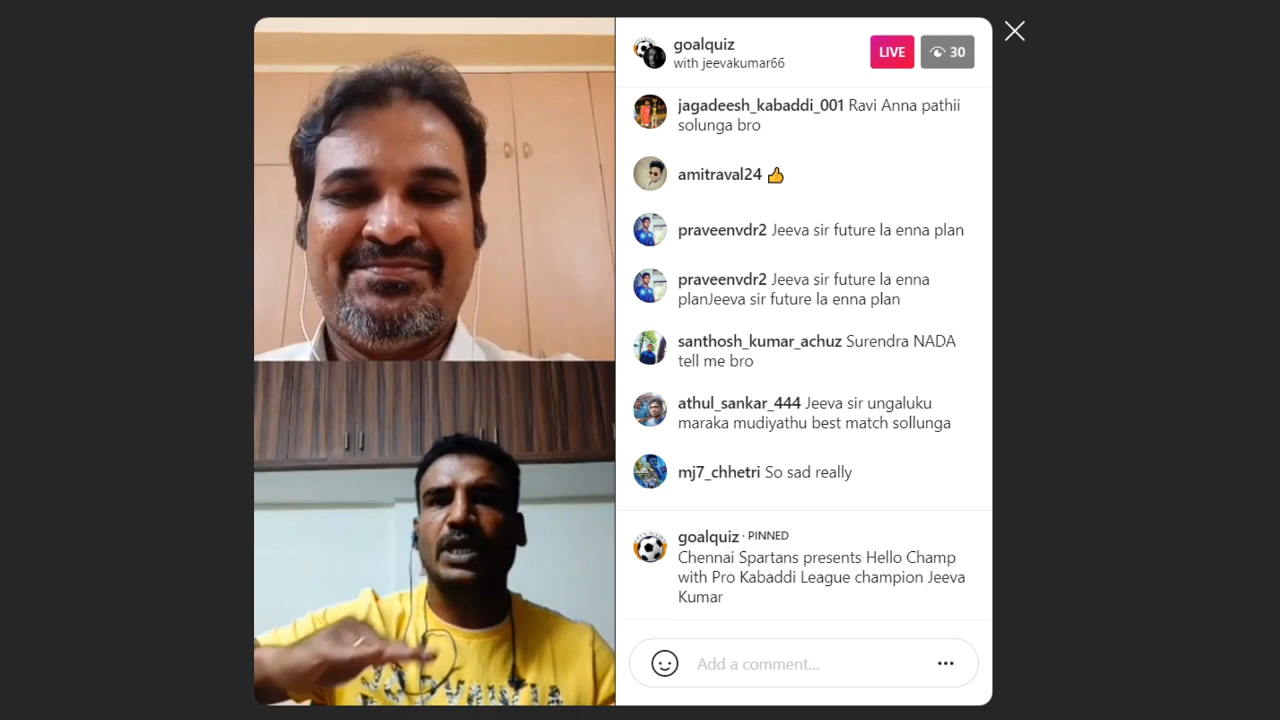 goalquiz
with jeevakumar66
LIVE
30
jagadeesh_kabaddi_001 Ravi Anna pathii
solunga bro
amitraval24 👍
praveenvdr2 Jeeva sir future la enna plan
praveenvdr2 Jeeva sir future la enna
planJeeva sir future la enna plan
santhosh_kumar_achuz Surendra NADA
tell me bro
athul_sankar_444 Jeeva sir ungaluku
maraka mudiyathu best match sollunga
mj7_chhetri So sad really
goalquiz · PINNED
Chennai Spartans presents Hello Champ
with Pro Kabaddi League champion Jeeva
Kumar
Add a comment...